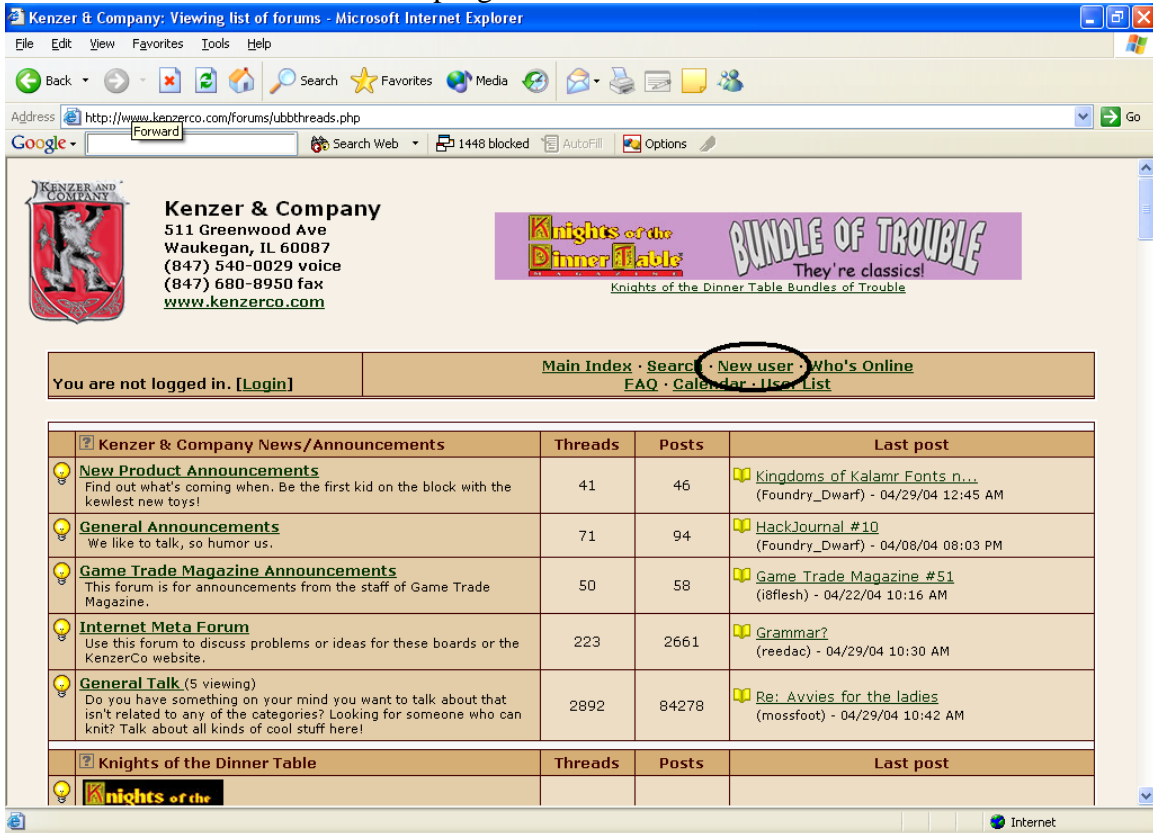 Kenzer & Company: Viewing list of forums - Microsoft Internet Explorer
File Edit View Favorites Tools Help
Back Search Favorites Media
Address http://www.kenzerco.com/forums/ubbthreads.php Go
Forward
Google Search Web 1448 blocked AutoFill Options
KENZER AND
COMPANY
Kenzer & Company
511 Greenwood Ave
Waukegan, IL 60087
(847) 540-0029 voice
(847) 680-8950 fax
www.kenzerco.com
Knights of the
Dinner Table
MAGAZINE
BUNDLE OF TROUBLE
They're classics!
Knights of the Dinner Table Bundles of Trouble
You are not logged in. [Login]
Main Index · Search · New user · Who's Online
FAQ · Calendar · User List
Kenzer & Company News/Announcements Threads Posts Last post
New Product Announcements
Find out what's coming when. Be the first kid on the block with the
kewlest new toys!
41 46
Kingdoms of Kalamr Fonts n...
(Foundry_Dwarf) - 04/29/04 12:45 AM
General Announcements
We like to talk, so humor us.
71 94
HackJournal #10
(Foundry_Dwarf) - 04/08/04 08:03 PM
Game Trade Magazine Announcements
This forum is for announcements from the staff of Game Trade
Magazine.
50 58
Game Trade Magazine #51
(i8flesh) - 04/22/04 10:16 AM
Internet Meta Forum
Use this forum to discuss problems or ideas for these boards or the
KenzerCo website.
223 2661
Grammar?
(reedac) - 04/29/04 10:30 AM
General Talk (5 viewing)
Do you have something on your mind you want to talk about that
isn't related to any of the categories? Looking for someone who can
knit? Talk about all kinds of cool stuff here!
2892 84278
Re: Avvies for the ladies
(mossfoot) - 04/29/04 10:42 AM
Knights of the Dinner Table Threads Posts Last post
Knights of the
Internet